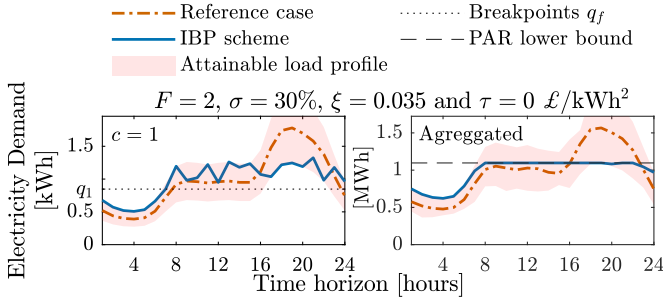 Reference case
Breakpoints q_f
IBP scheme
PAR lower bound
Attainable load profile
F = 2, σ = 30%, ξ = 0.035 and τ = 0 £/kWh²
Electricity Demand
[kWh]
c = 1
1.5
q₁
0.5
0
4 8 12 16 20 24
[MWh]
Agreggated
1.5
1
0.5
0
4 8 12 16 20 24
Time horizon [hours]